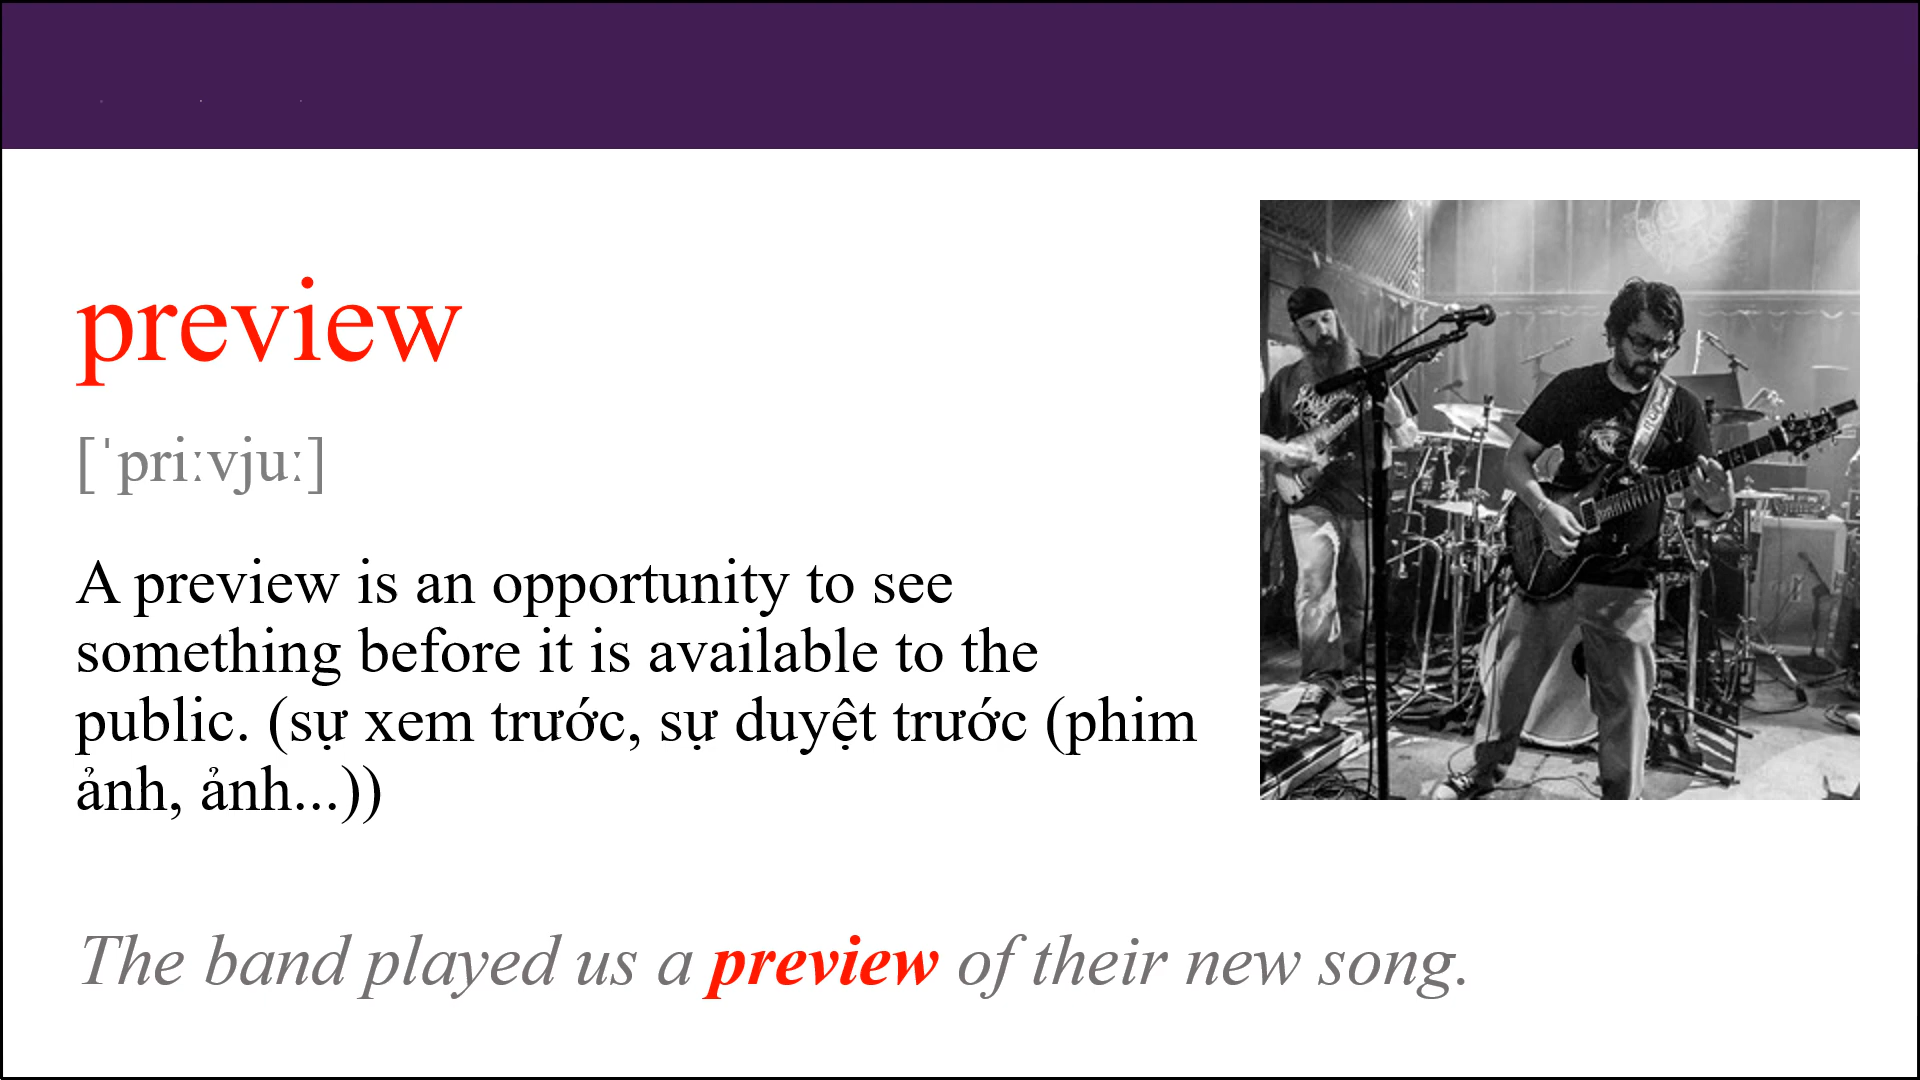 preview
[ˈpriːvjuː]
A preview is an opportunity to see
something before it is available to the
public. (sự xem trước, sự duyệt trước (phim
ảnh, ảnh...))
The band played us a preview of their new song.